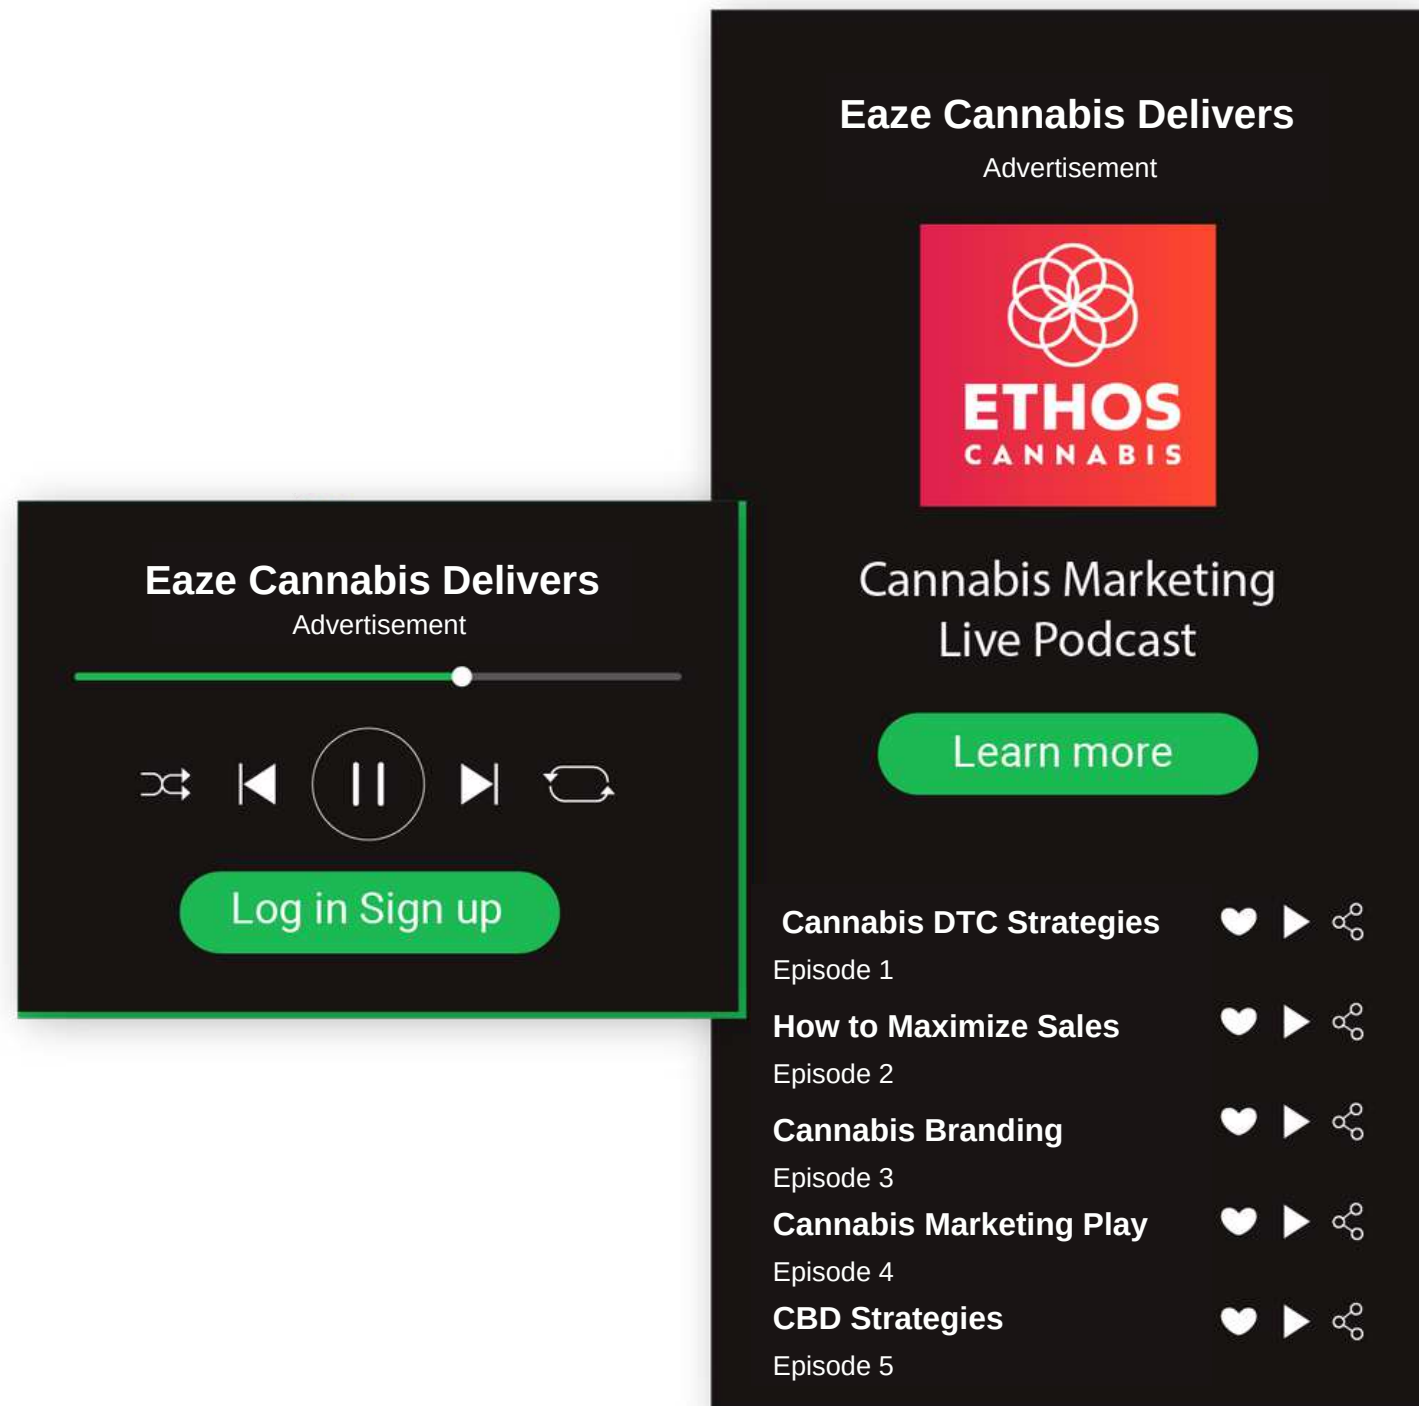 Eaze Cannabis Delivers
Advertisement
ETHOS
CANNABIS
Cannabis Marketing
Live Podcast
Learn more
Eaze Cannabis Delivers
Advertisement
Log in Sign up
Cannabis DTC Strategies
Episode 1
How to Maximize Sales
Episode 2
Cannabis Branding
Episode 3
Cannabis Marketing Play
Episode 4
CBD Strategies
Episode 5